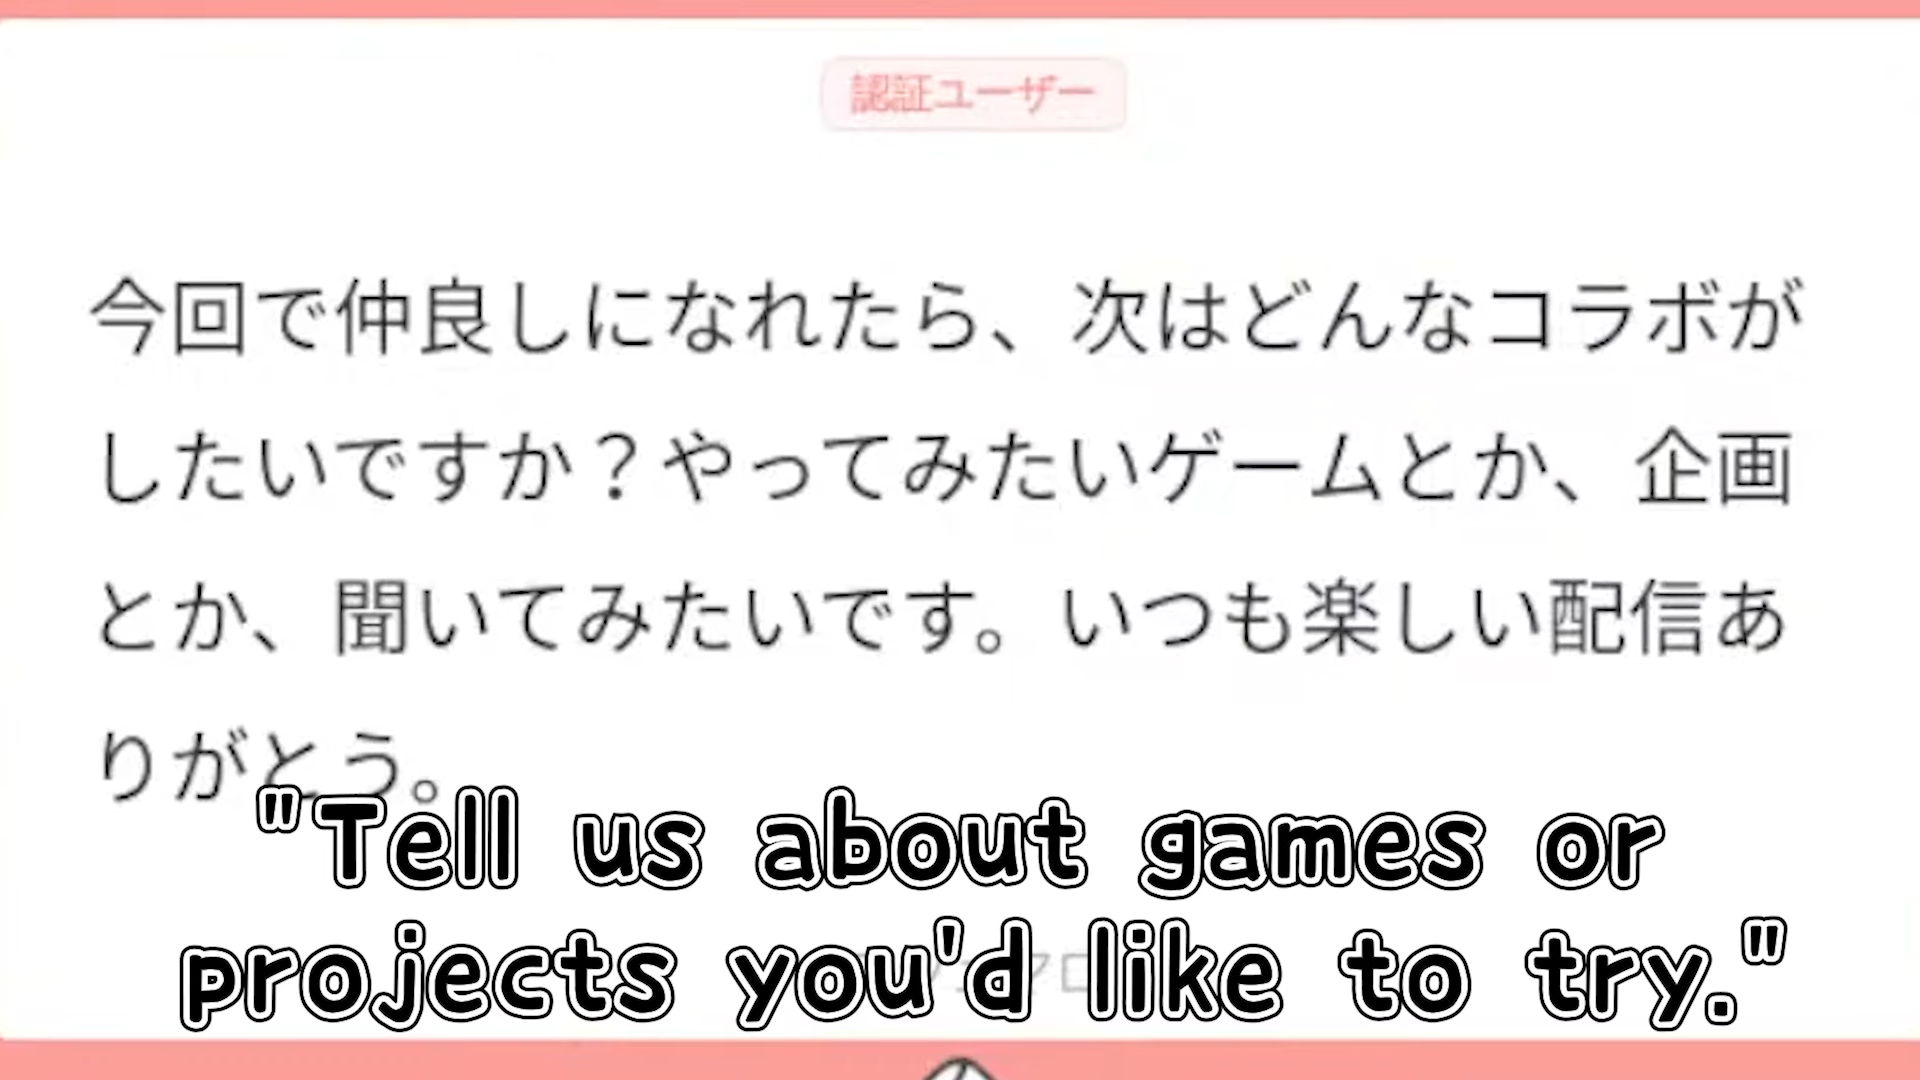 認証ユーザー
今回で仲良しになれたら、次はどんなコラボが
したいですか？やってみたいゲームとか、企画
とか、聞いてみたいです。いつも楽しい配信あ
りがとう。
"Tell us about games or
projects you'd like to try."